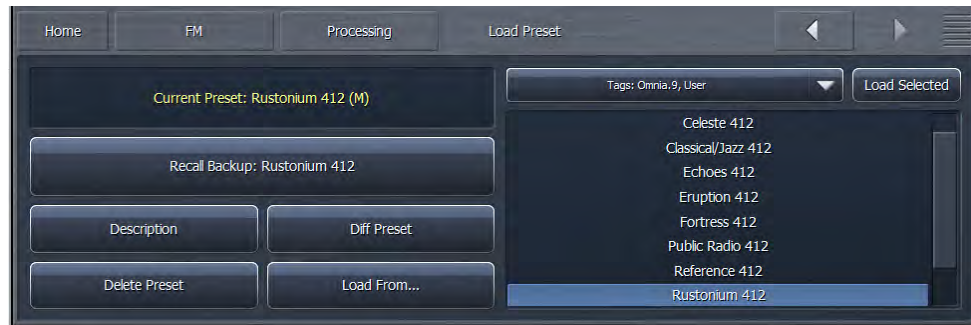 Home FM Processing Load Preset
Current Preset: Rustonium 412 (M)
Recall Backup: Rustonium 412
Description Diff Preset
Delete Preset Load From...
Tags: Omnia.9, User Load Selected
Celeste 412
Classical/Jazz 412
Echoes 412
Eruption 412
Fortress 412
Public Radio 412
Reference 412
Rustonium 412